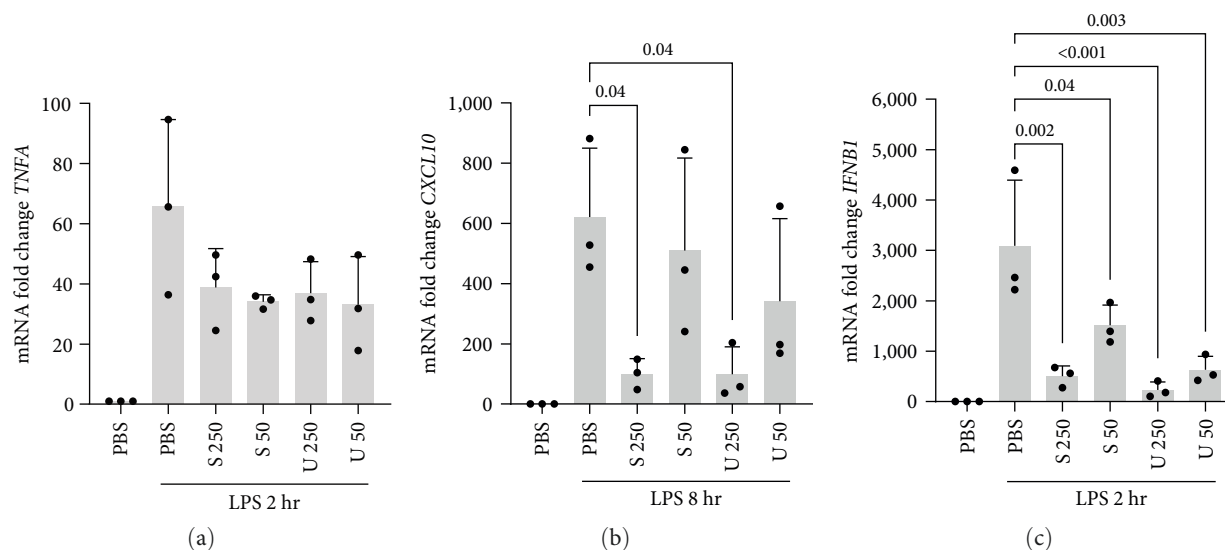 mRNA fold change TNFA
100
80
60
40
20
0
PBS
PBS
S 250
S 50
U 250
U 50
LPS 2 hr
(a)
mRNA fold change CXCL10
1,000
800
600
400
200
0
0.04
0.04
PBS
PBS
S 250
S 50
U 250
U 50
LPS 8 hr
(b)
mRNA fold change IFNB1
6,000
5,000
4,000
3,000
2,000
1,000
0
0.003
<0.001
0.04
0.002
PBS
PBS
S 250
S 50
U 250
U 50
LPS 2 hr
(c)